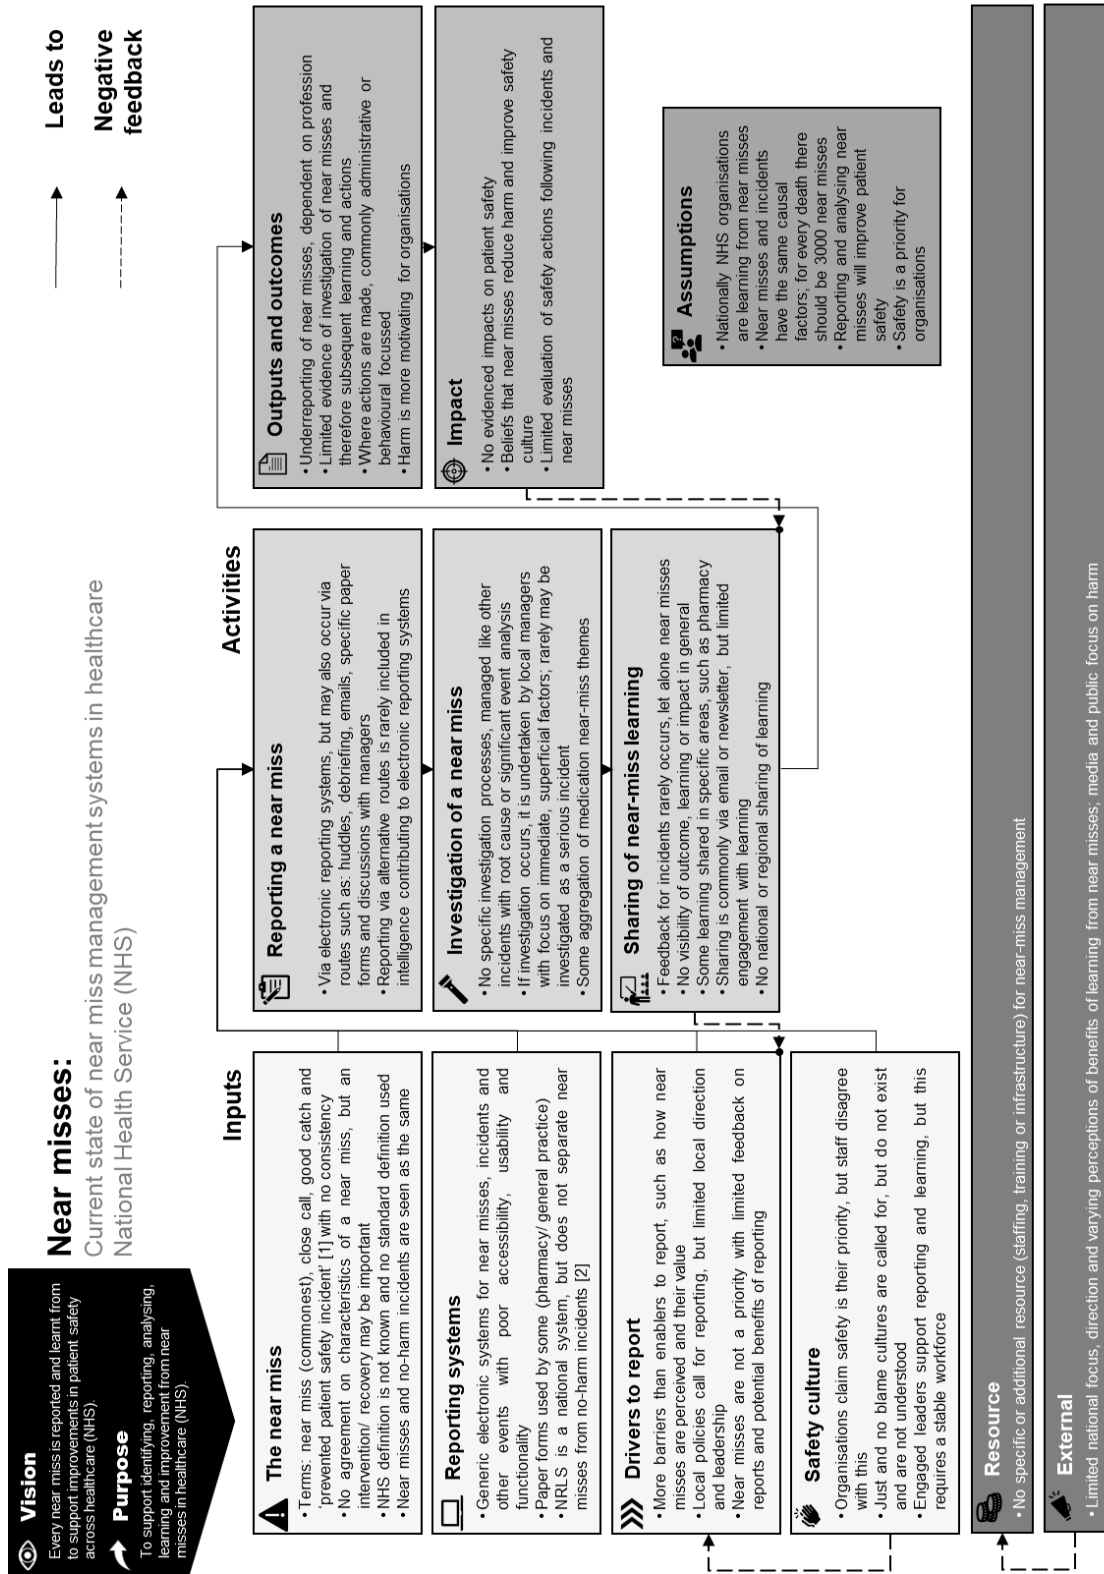 Vision
Every near miss is reported and learnt from
to support improvements in patient safety
across healthcare (NHS).
Purpose
To support identifying, reporting, analysing,
learning and improvement from near
misses in healthcare (NHS).
Near misses:
Current state of near miss management systems in healthcare
National Health Service (NHS)
Leads to
Negative
feedback
Inputs
The near miss
• Terms: near miss (commonest), close call, good catch and
'prevented patient safety incident' [1] with no consistency
• No agreement on characteristics of a near miss, but an
intervention/ recovery may be important
• NHS definition is not known and no standard definition used
• Near misses and no-harm incidents are seen as the same
Reporting systems
• Generic electronic systems for near misses, incidents and
other events with poor accessibility, usability and
functionality
• Paper forms used by some (pharmacy/ general practice)
• NRLS is a national system, but does not separate near
misses from no-harm incidents [2]
Drivers to report
• More barriers than enablers to report, such as how near
misses are perceived and their value
• Local policies call for reporting, but limited local direction
and leadership
• Near misses are not a priority with limited feedback on
reports and potential benefits of reporting
Safety culture
• Organisations claim safety is their priority, but staff disagree
with this
• Just and no blame cultures are called for, but do not exist
and are not understood
• Engaged leaders support reporting and learning, but this
requires a stable workforce
Activities
Reporting a near miss
• Via electronic reporting systems, but may also occur via
routes such as: huddles, debriefing, emails, specific paper
forms and discussions with managers
• Reporting via alternative routes is rarely included in
intelligence contributing to electronic reporting systems
Investigation of a near miss
• No specific investigation processes, managed like other
incidents with root cause or significant event analysis
• If investigation occurs, it is undertaken by local managers
with focus on immediate, superficial factors; rarely may be
investigated as a serious incident
• Some aggregation of medication near-miss themes
Sharing of near-miss learning
• Feedback for incidents rarely occurs, let alone near misses
• No visibility of outcome, learning or impact in general
• Some learning shared in specific areas, such as pharmacy
• Sharing is commonly via email or newsletter, but limited
engagement with learning
• No national or regional sharing of learning
Outputs and outcomes
• Underreporting of near misses, dependent on profession
• Limited evidence of investigation of near misses and
therefore subsequent learning and actions
• Where actions are made, commonly administrative or
behavioural focussed
• Harm is more motivating for organisations
Impact
• No evidenced impacts on patient safety
• Beliefs that near misses reduce harm and improve safety
culture
• Limited evaluation of safety actions following incidents and
near misses
Assumptions
• Nationally NHS organisations
are learning from near misses
• Near misses and incidents
have the same causal
factors; for every death there
should be 3000 near misses
• Reporting and analysing near
misses will improve patient
safety
• Safety is a priority for
organisations
Resource
• No specific or additional resource (staffing, training or infrastructure) for near-miss management
External
• Limited national focus, direction and varying perceptions of benefits of learning from near misses; media and public focus on harm